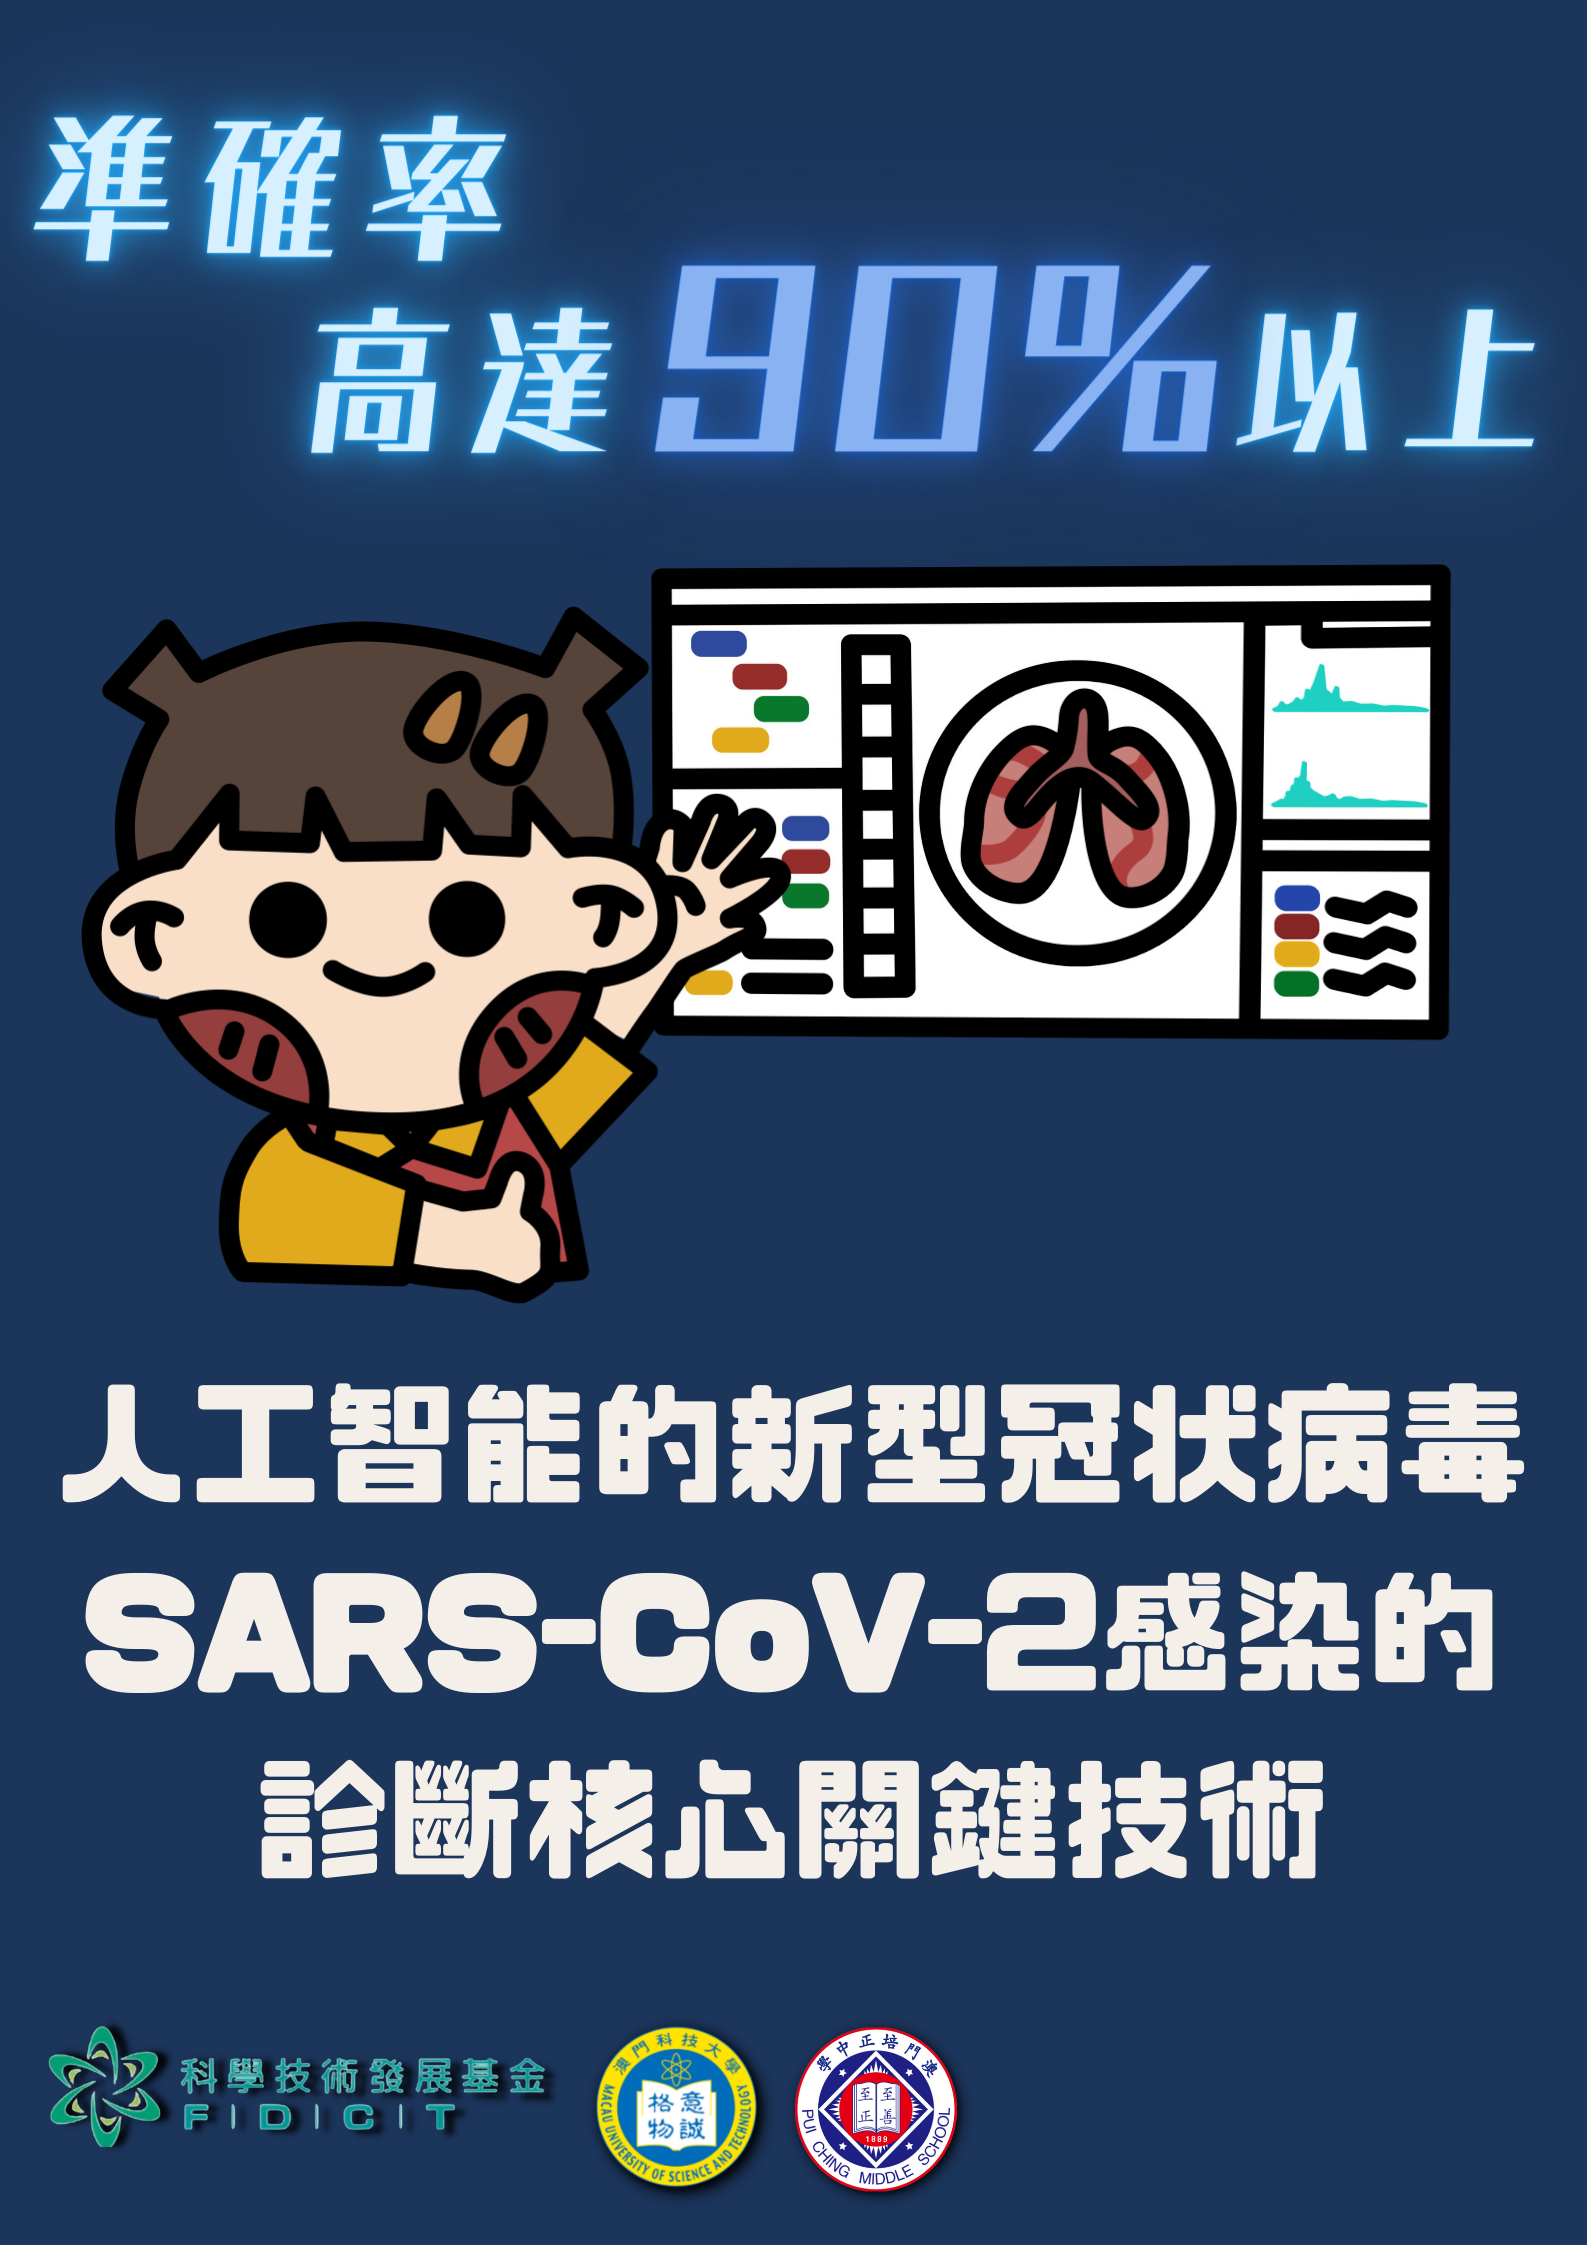 準確率
高達90%以上
人工智能的新型冠状病毒
SARS-CoV-2感染的
診斷核心關鍵技術
科學技術發展基金
FDCT
澳門科技大學
格物 意誠
MACAU UNIVERSITY OF SCIENCE AND TECHNOLOGY
澳門培正中學
至善至正
1889
PUI CHING MIDDLE SCHOOL